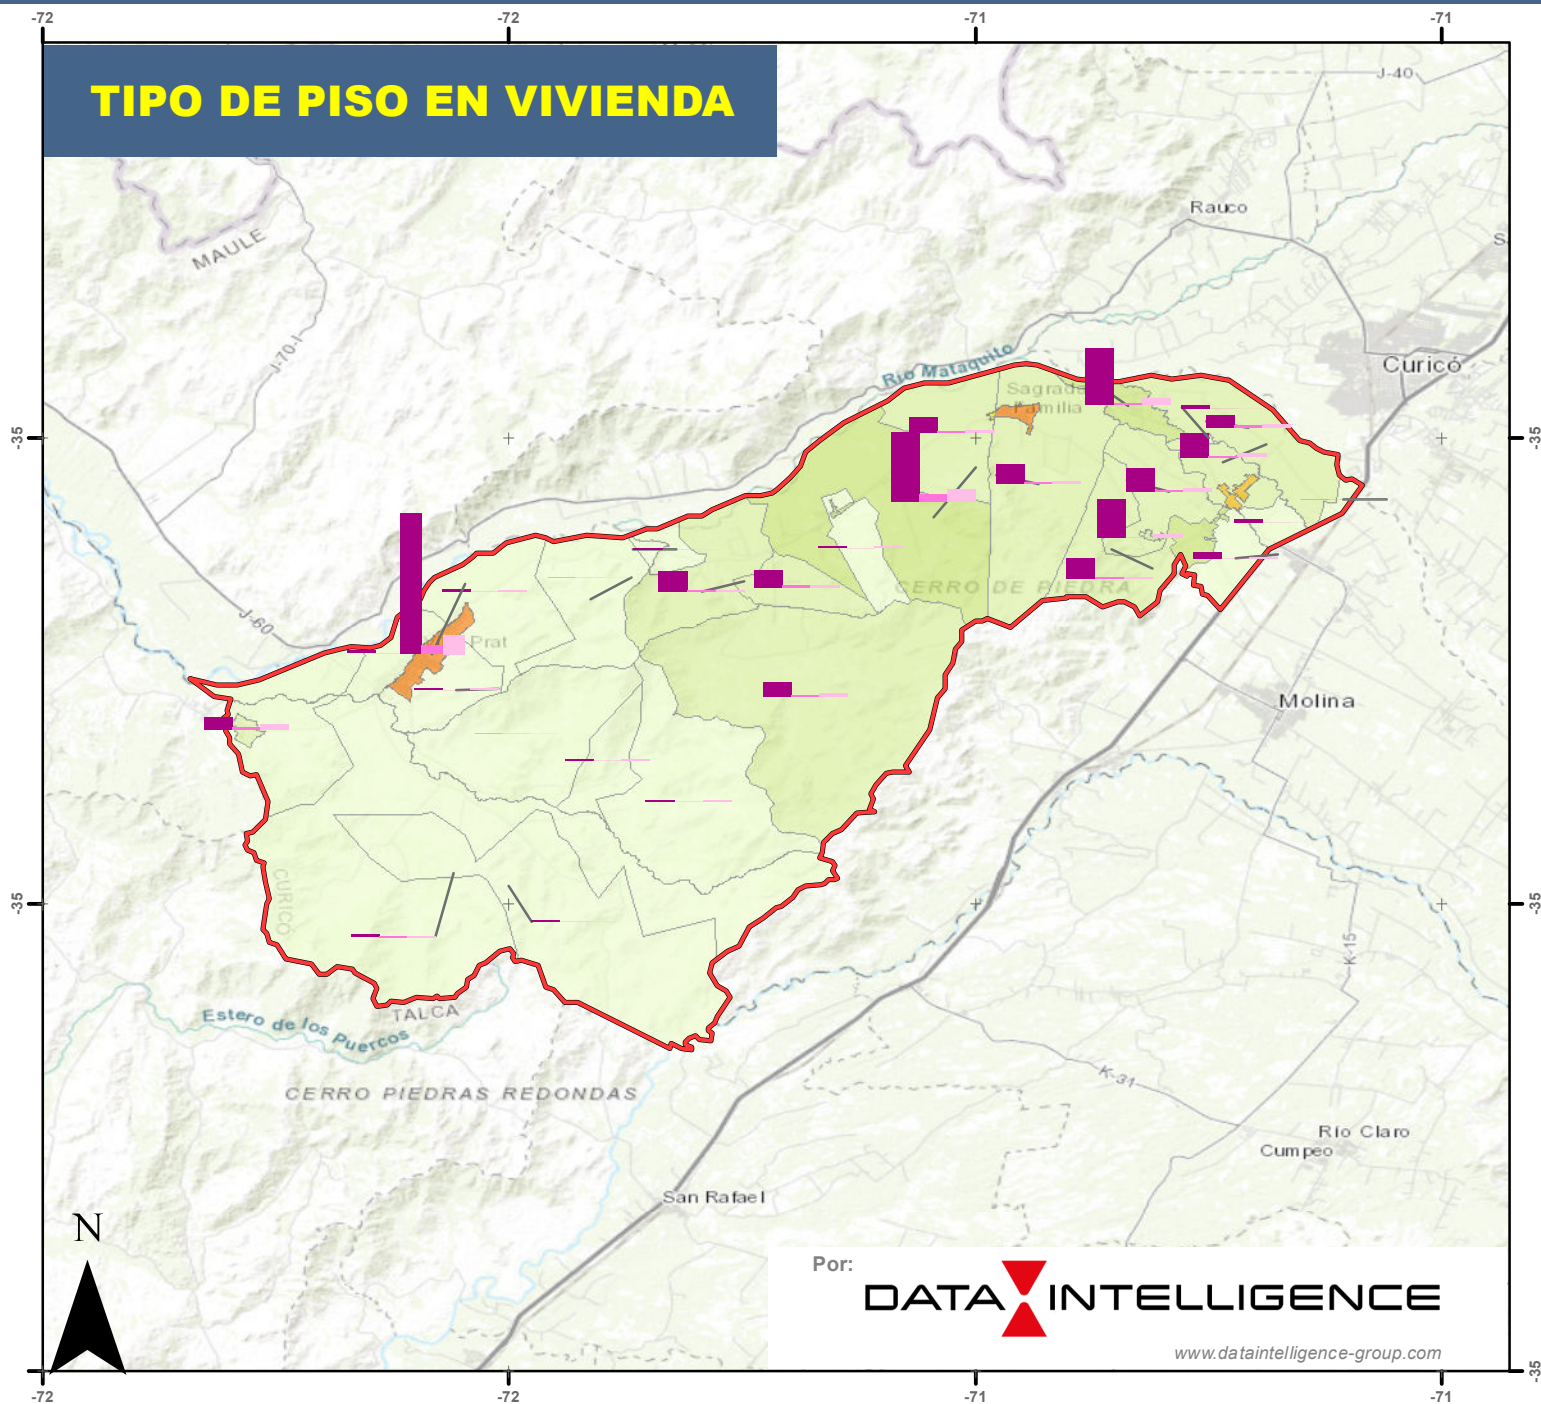 -72 -72 -71 -71
TIPO DE PISO EN VIVIENDA
J-40
Rauco
MAULE
J-70-I
Río Mataquito
Curicó
Sagrada
Familia
-35 -35
CERRO DE PIEDRA
J-60
Prat
Molina
CURICÓ
-35 -35
K-15
TALCA
Estero de los Puercos
CERRO PIEDRAS REDONDAS
K-31
Río Claro
Cumpeo
San Rafael
N
Por:
DATA INTELLIGENCE
www.dataintelligence-group.com
-35
-72 -72 -71 -71